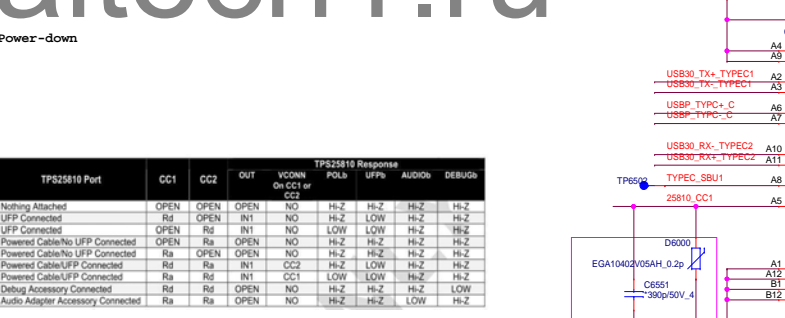 Power-down
TPS25810 Port CC1 CC2 TPS25810 Response
OUT VCONN On CC1 or CC2 POLb UFPb AUDIOb DEBUGb
Nothing Attached OPEN OPEN OPEN NO Hi-Z Hi-Z Hi-Z Hi-Z
UFP Connected Rd OPEN IN1 NO Hi-Z LOW Hi-Z Hi-Z
UFP Connected OPEN Rd IN1 NO LOW LOW Hi-Z Hi-Z
Powered Cable/No UFP Connected OPEN Ra OPEN NO Hi-Z Hi-Z Hi-Z Hi-Z
Powered Cable/No UFP Connected Ra OPEN OPEN NO Hi-Z Hi-Z Hi-Z Hi-Z
Powered Cable/UFP Connected Rd Ra IN1 CC2 Hi-Z LOW Hi-Z Hi-Z
Powered Cable/UFP Connected Ra Rd IN1 CC1 LOW LOW Hi-Z Hi-Z
Debug Accessory Connected Rd Rd OPEN NO Hi-Z Hi-Z Hi-Z LOW
Audio Adapter Accessory Connected Ra Ra OPEN NO Hi-Z Hi-Z LOW Hi-Z
A4
A9
USB30_TX+_TYPEC1 A2
USB30_TX-_TYPEC1 A3
USBP_TYPC+_C A6
USBP_TYPC-_C A7
USB30_RX-_TYPEC2 A10
USB30_RX+_TYPEC2 A11
TP6502 TYPEC_SBU1 A8
25810_CC1 A5
D6000
EGA10402V05AH_0.2p
A1
A12
B1
B12
C6551
*390p/50V_4